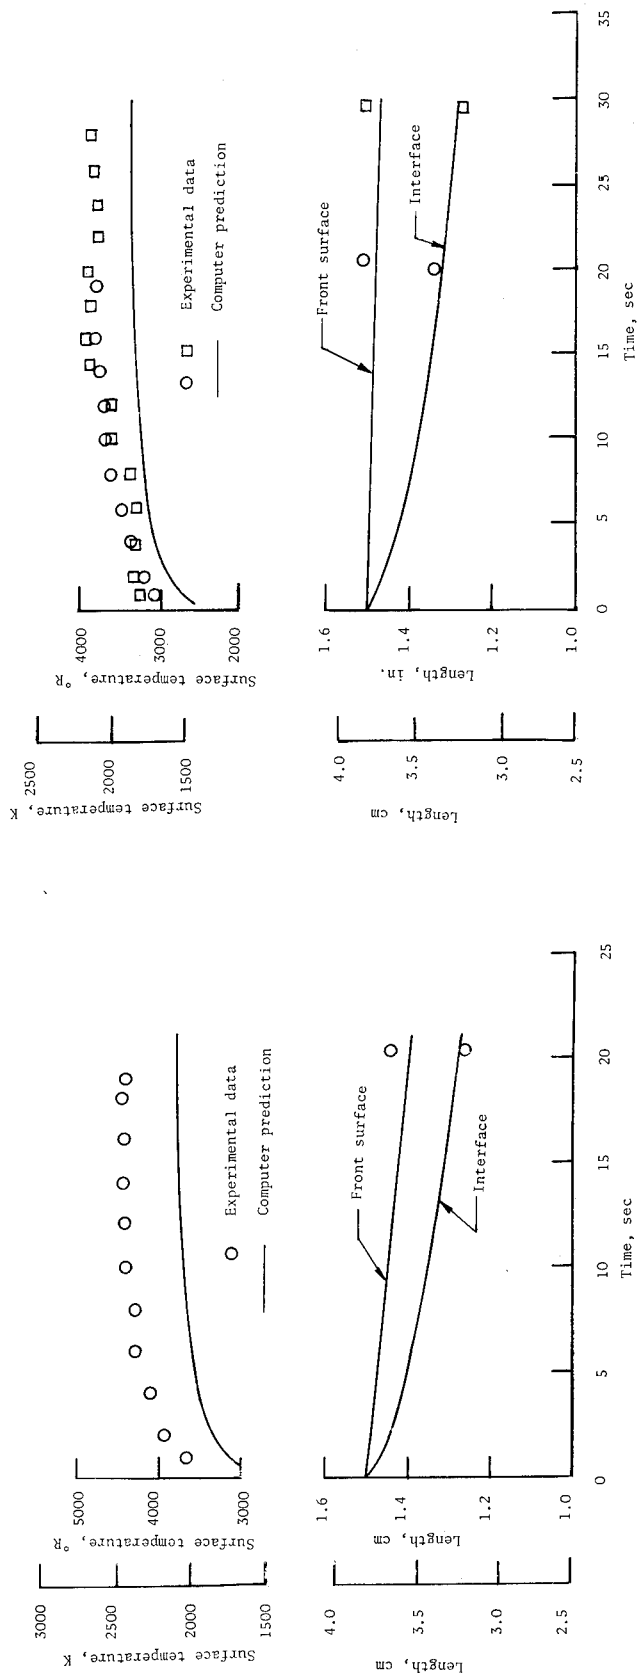 3000
2500
2000
1500
Surface temperature, K
5000
4000
3000
Surface temperature, °R
Experimental data
Computer prediction
4.0
3.5
3.0
2.5
Length, cm
1.6
1.4
1.2
1.0
Length, cm
Front surface
Interface
0
5
10
15
20
25
Time, sec
2500
2000
1500
Surface temperature, K
4000
3000
2000
Surface temperature, °R
Experimental data
Computer prediction
4.0
3.5
3.0
2.5
Length, cm
1.6
1.4
1.2
1.0
Length, in.
Front surface
Interface
0
5
10
15
20
25
30
35
Time, sec